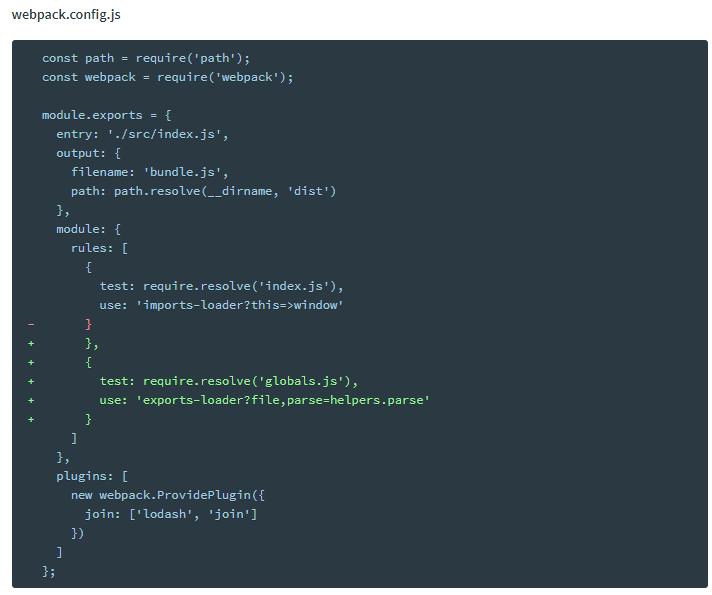 webpack.config.js
const path = require('path');
const webpack = require('webpack');
module.exports = {
entry: './src/index.js',
output: {
filename: 'bundle.js',
path: path.resolve(__dirname, 'dist')
},
module: {
rules: [
{
test: require.resolve('index.js'),
use: 'imports-loader?this=>window'
- }
+ },
+ {
+ test: require.resolve('globals.js'),
+ use: 'exports-loader?file,parse=helpers.parse'
+ }
]
},
plugins: [
new webpack.ProvidePlugin({
join: ['lodash', 'join']
})
]
};